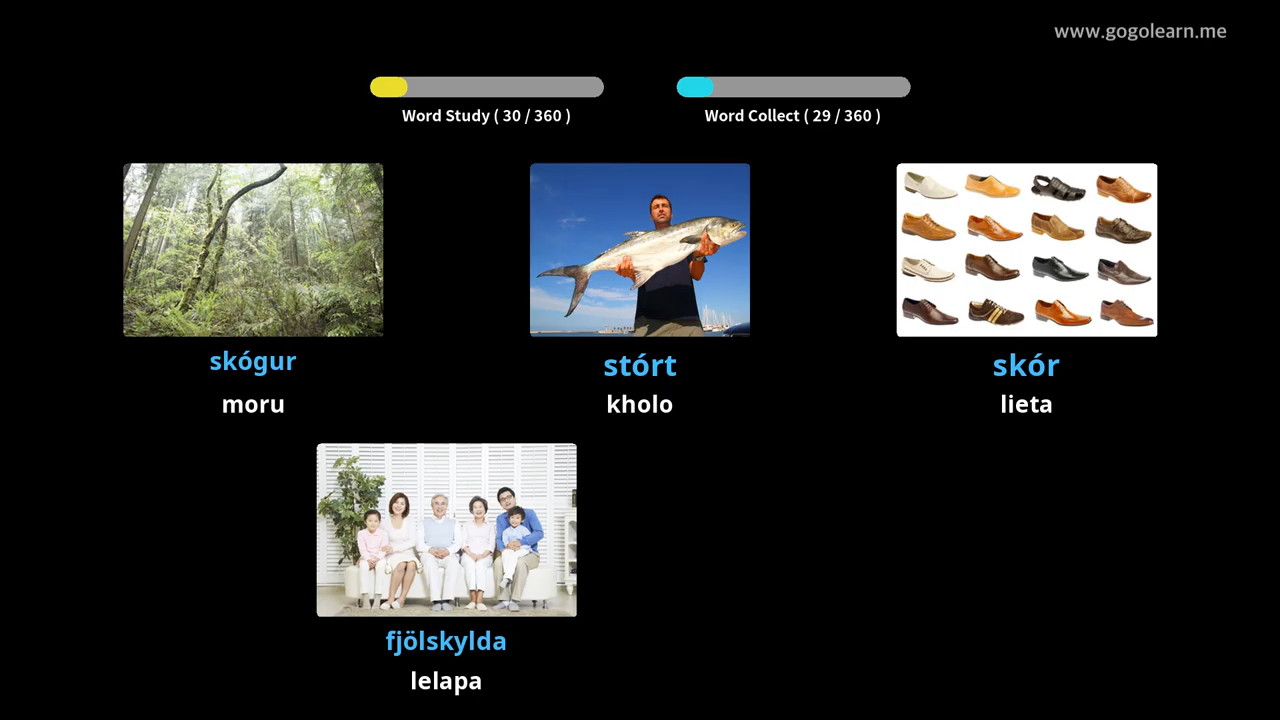 www.gogolearn.me
Word Study ( 30 / 360 )
Word Collect ( 29 / 360 )
skógur
stórt
skór
moru
kholo
lieta
fjölskylda
lelapa